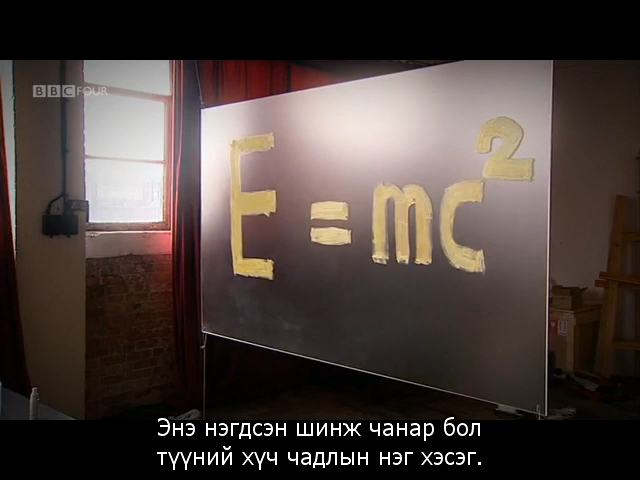 BBC FOUR
E = mc²
Энэ нэгдсэн шинж чанар бол
түүний хүч чадлын нэг хэсэг.